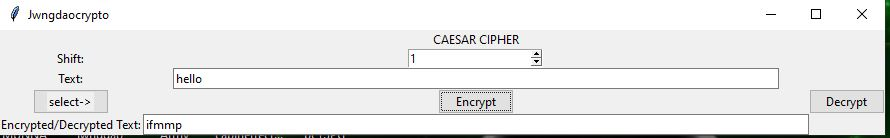 Jwngdaocrypto
CAESAR CIPHER
Shift: 1
Text: hello
select-> Encrypt Decrypt
Encrypted/Decrypted Text: ifmmp